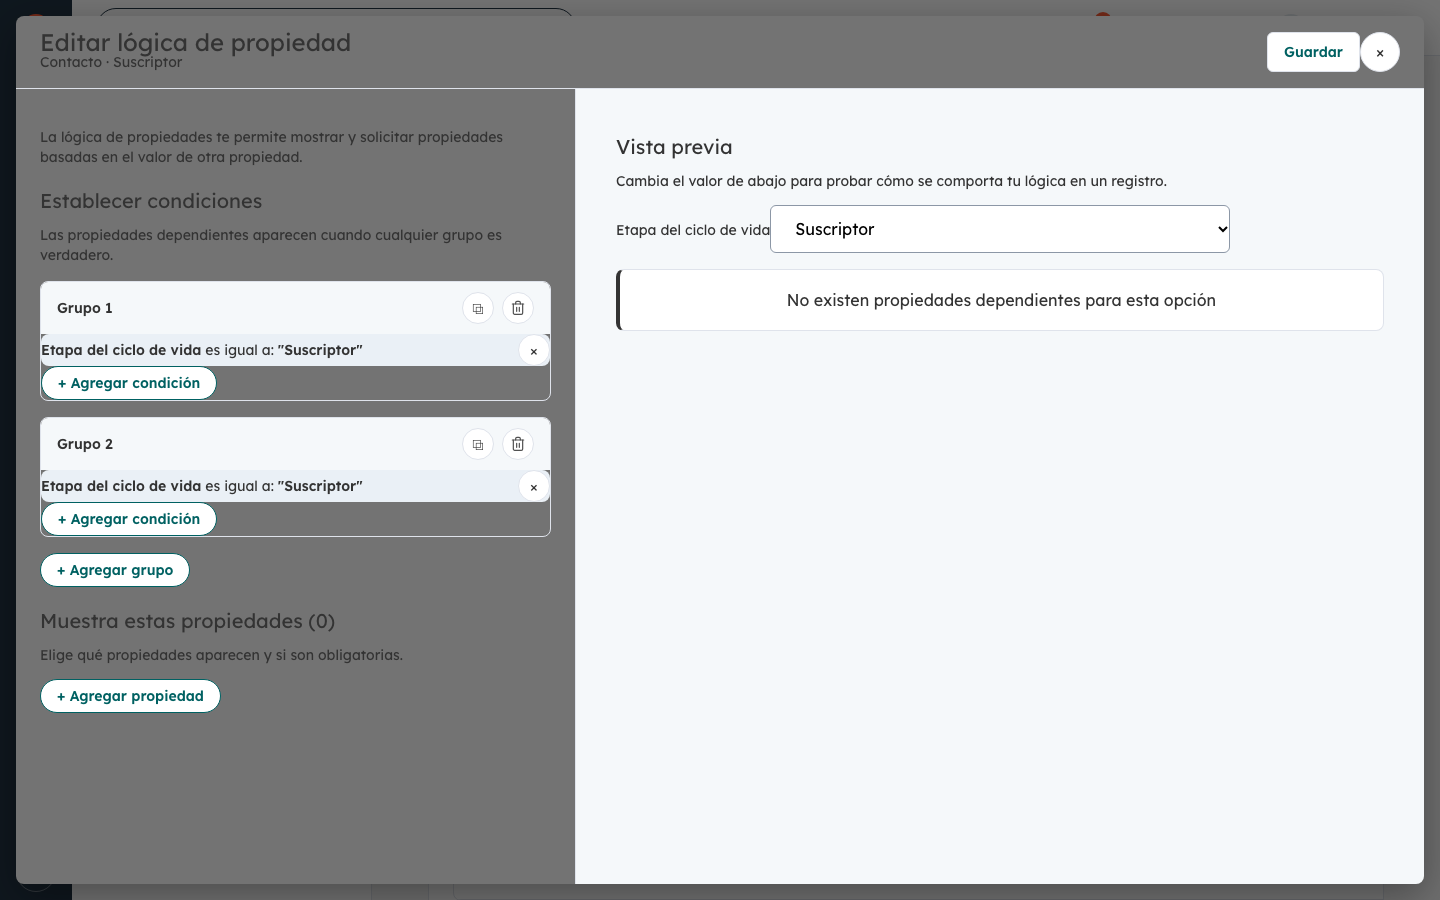 Editar lógica de propiedad
Contacto · Suscriptor
Guardar
×
La lógica de propiedades te permite mostrar y solicitar propiedades
basadas en el valor de otra propiedad.
Establecer condiciones
Las propiedades dependientes aparecen cuando cualquier grupo es
verdadero.
Grupo 1
Etapa del ciclo de vida es igual a: "Suscriptor"
×
+ Agregar condición
Grupo 2
Etapa del ciclo de vida es igual a: "Suscriptor"
×
+ Agregar condición
+ Agregar grupo
Muestra estas propiedades (0)
Elige qué propiedades aparecen y si son obligatorias.
+ Agregar propiedad
Vista previa
Cambia el valor de abajo para probar cómo se comporta tu lógica en un registro.
Etapa del ciclo de vida
Suscriptor
No existen propiedades dependientes para esta opción